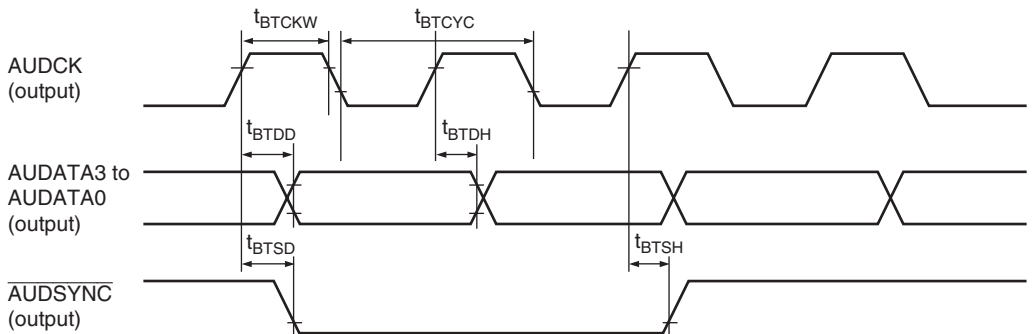 tBTCKW
tBTCYC
AUDCK
(output)
tBTDD
tBTDH
AUDATA3 to
AUDATA0
(output)
tBTSD
tBTSH
AUDSYNC
(output)